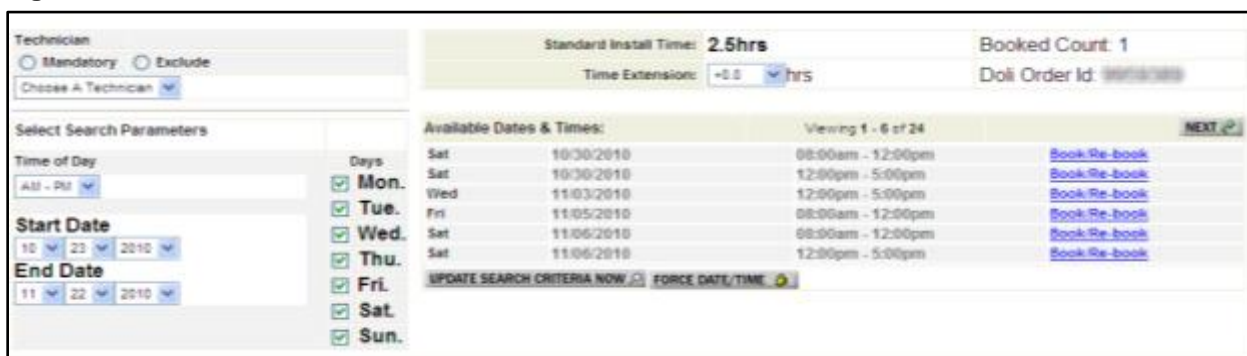 Technician
Mandatory Exclude
Choose A Technician
Select Search Parameters
Time of Day
AM - PM
Start Date
10 23 2010
End Date
11 22 2010
Days
Mon.
Tue.
Wed.
Thu.
Fri.
Sat.
Sun.
Standard Install Time: 2.5hrs
Time Extension: +0.0 hrs
Booked Count: 1
Doli Order Id:
Available Dates & Times: Viewing 1 - 6 of 24 NEXT
Sat 10/30/2010 08:00am - 12:00pm Book/Re-book
Sat 10/30/2010 12:00pm - 5:00pm Book/Re-book
Wed 11/03/2010 12:00pm - 5:00pm Book/Re-book
Fri 11/05/2010 08:00am - 12:00pm Book/Re-book
Sat 11/06/2010 08:00am - 12:00pm Book/Re-book
Sat 11/06/2010 12:00pm - 5:00pm Book/Re-book
UPDATE SEARCH CRITERIA NOW FORCE DATE/TIME